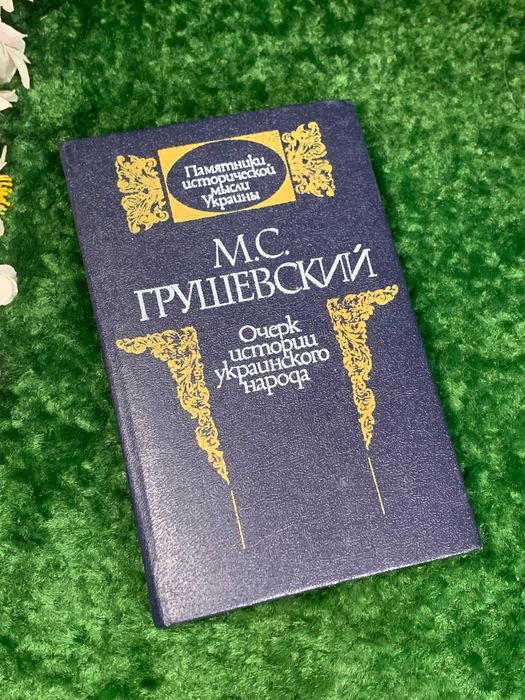 Памятники
исторической
мысли
Украины
М.С.
ГРУШЕВСКИЙ
Очерк
истории
украинского
народа